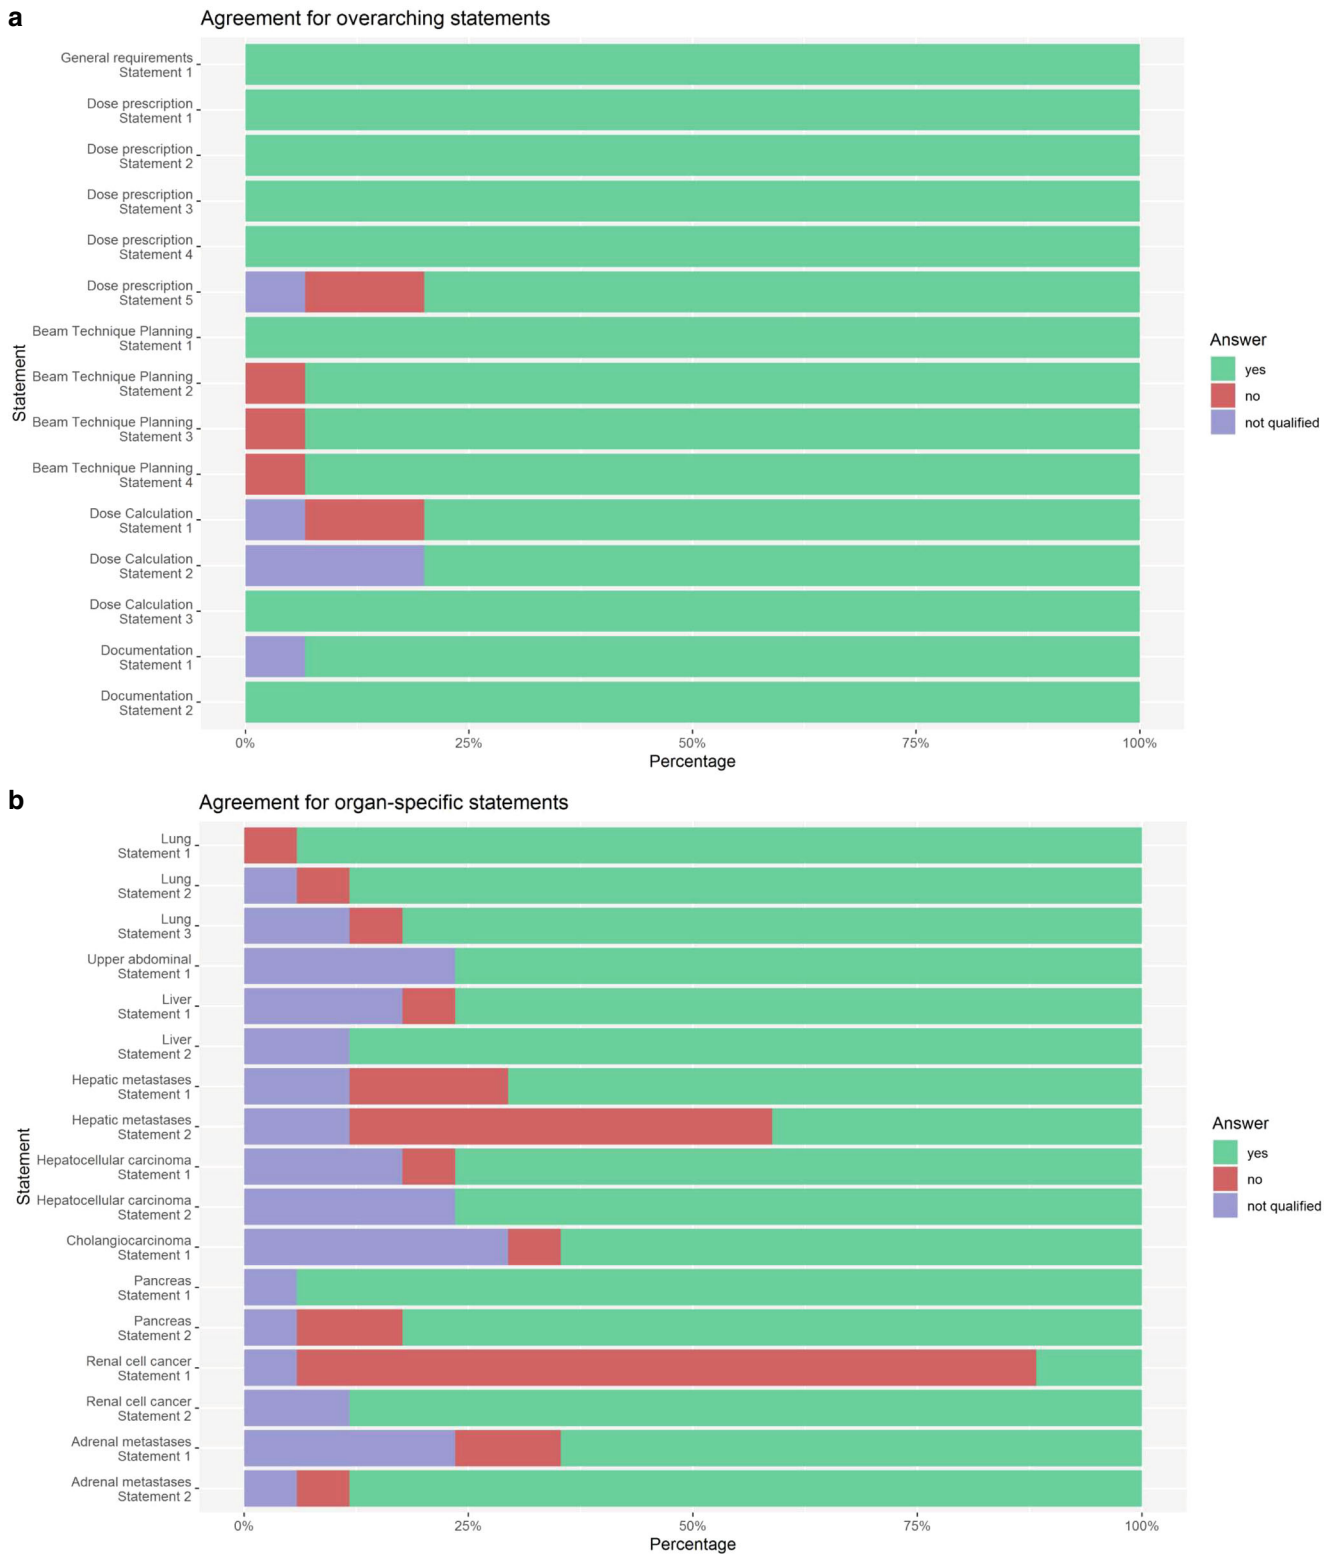 a
Agreement for overarching statements
General requirements
Statement 1
Dose prescription
Statement 1
Dose prescription
Statement 2
Dose prescription
Statement 3
Dose prescription
Statement 4
Dose prescription
Statement 5
Beam Technique Planning
Statement 1
Beam Technique Planning
Statement 2
Beam Technique Planning
Statement 3
Beam Technique Planning
Statement 4
Dose Calculation
Statement 1
Dose Calculation
Statement 2
Dose Calculation
Statement 3
Documentation
Statement 1
Documentation
Statement 2
Statement
0% 25% 50% 75% 100%
Percentage
Answer
yes
no
not qualified
b
Agreement for organ-specific statements
Lung
Statement 1
Lung
Statement 2
Lung
Statement 3
Upper abdominal
Statement 1
Liver
Statement 1
Liver
Statement 2
Hepatic metastases
Statement 1
Hepatic metastases
Statement 2
Hepatocellular carcinoma
Statement 1
Hepatocellular carcinoma
Statement 2
Cholangiocarcinoma
Statement 1
Pancreas
Statement 1
Pancreas
Statement 2
Renal cell cancer
Statement 1
Renal cell cancer
Statement 2
Adrenal metastases
Statement 1
Adrenal metastases
Statement 2
Statement
0% 25% 50% 75% 100%
Percentage
Answer
yes
no
not qualified